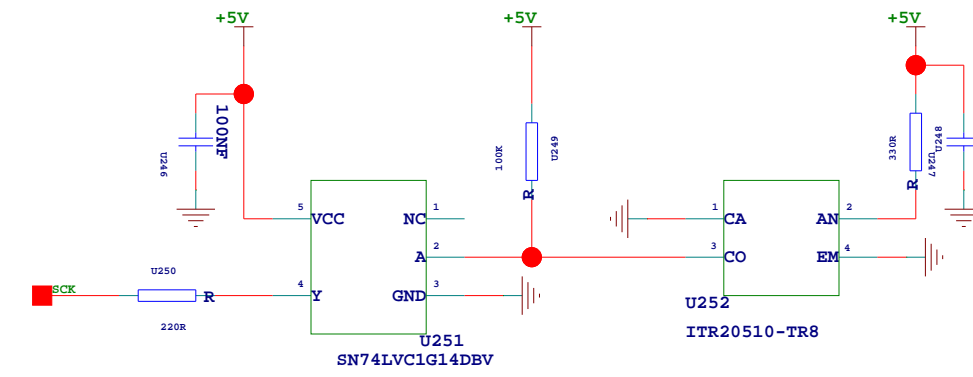 +5V
+5V
+5V
100NF
U246
100K
U249
R
330R
U248
U247
R
5
VCC
NC
1
A
2
4
Y
GND
3
U251
SN74LVC1G14DBV
1
CA
AN
2
3
CO
EM
4
U252
ITR20510-TR8
SCK
U250
R
220R